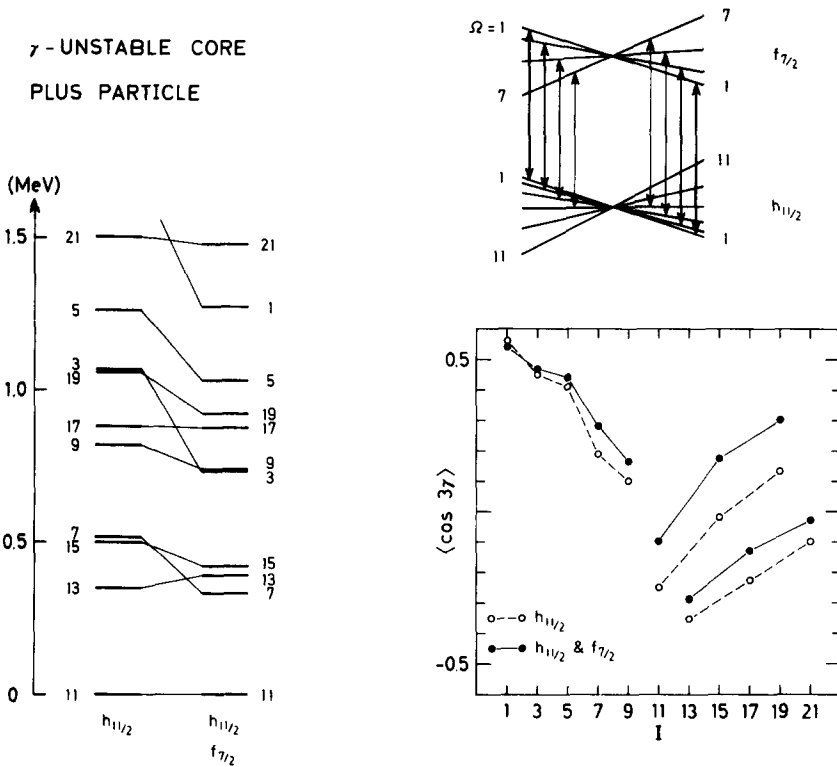 γ-UNSTABLE CORE
PLUS PARTICLE
(MeV)
1.5
1.0
0.5
0
21
5
3
19
17
9
7
15
13
11
h11/2
21
1
5
19
17
9
3
15
13
7
11
h11/2
f7/2
Ω=1
7
7
1
f7/2
1
11
11
1
h11/2
0.5
-0.5
⟨cos 3γ⟩
h11/2
h11/2 & f7/2
1 3 5 7 9 11 13 15 17 19 21
I